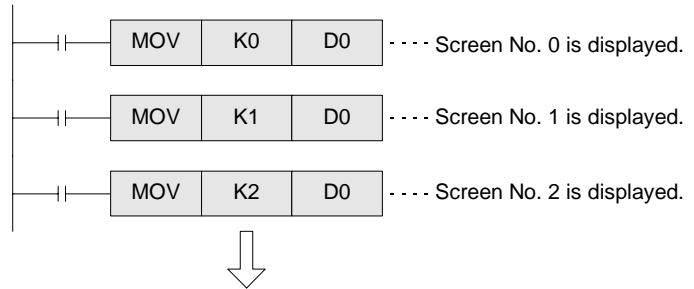 MOV K0 D0 Screen No. 0 is displayed.
MOV K1 D0 Screen No. 1 is displayed.
MOV K2 D0 Screen No. 2 is displayed.